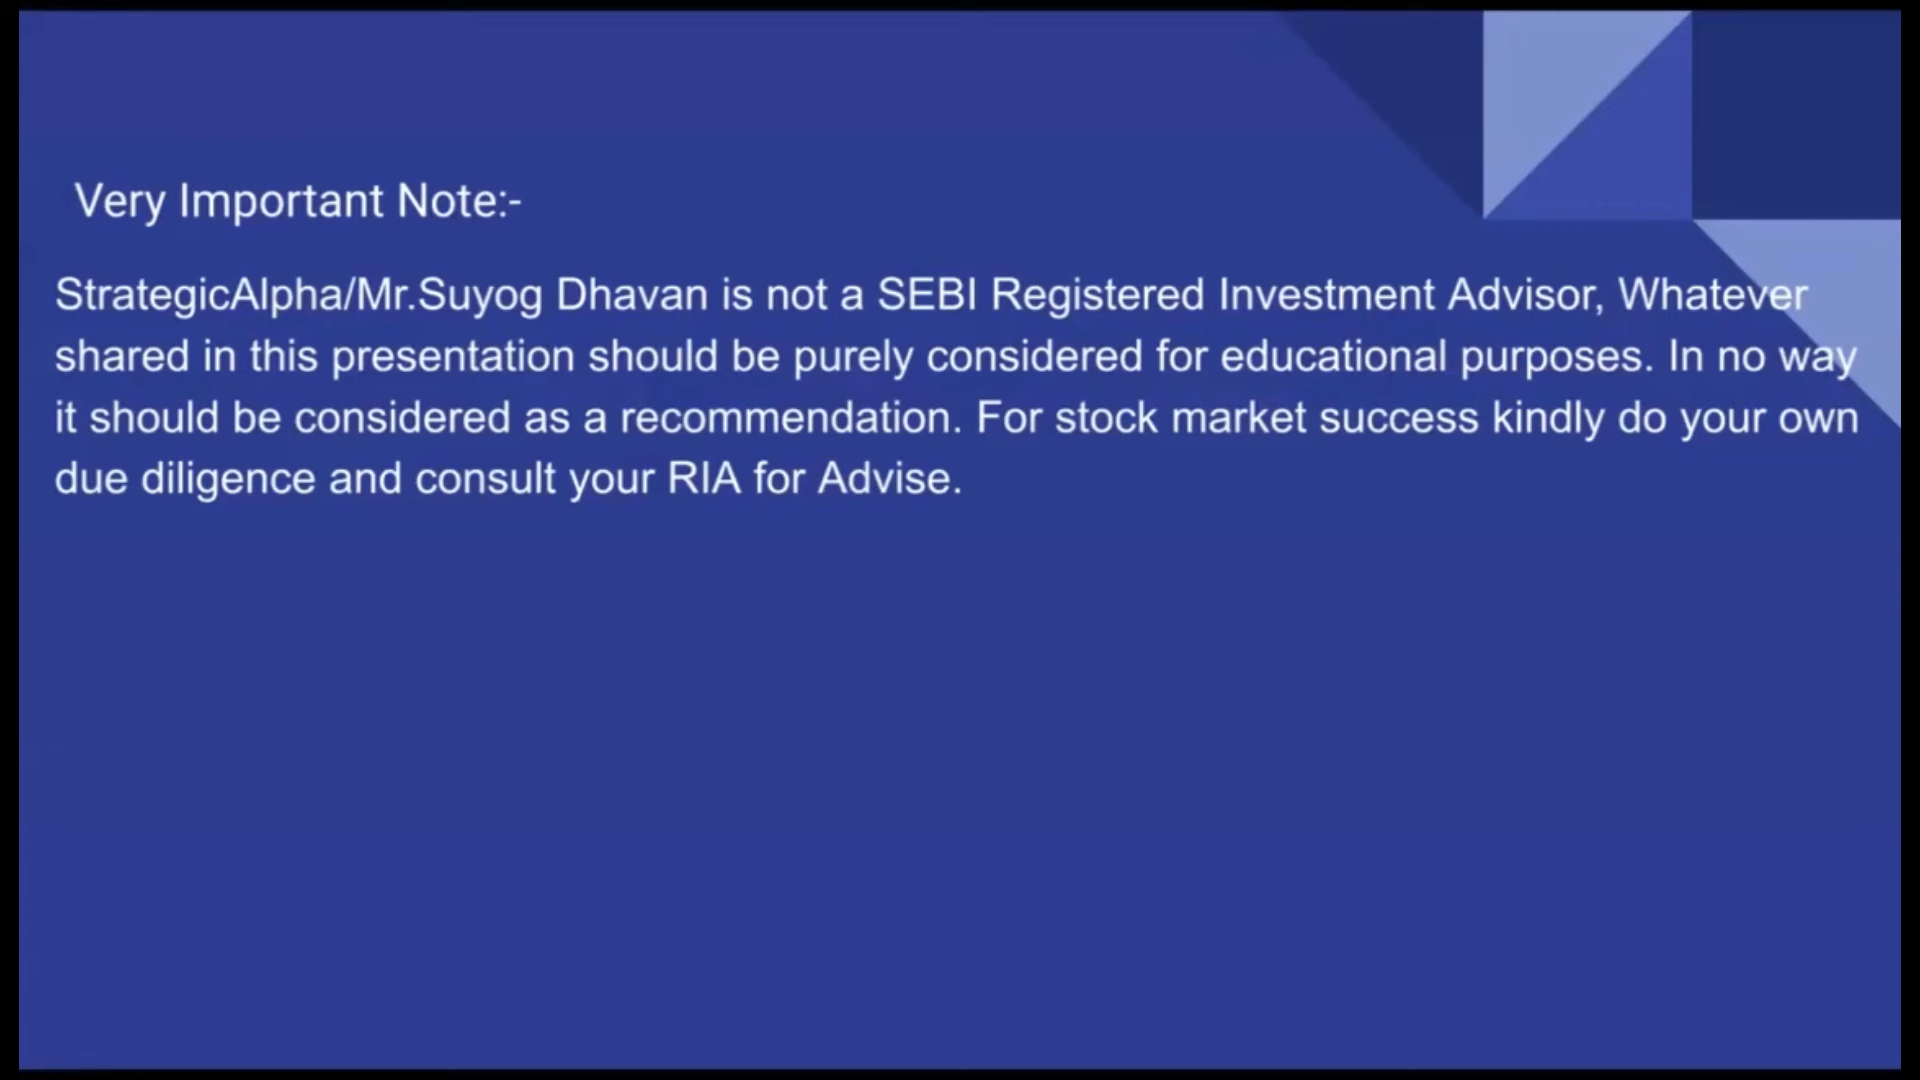 Very Important Note:-
StrategicAlpha/Mr.Suyog Dhavan is not a SEBI Registered Investment Advisor, Whatever
shared in this presentation should be purely considered for educational purposes. In no way
it should be considered as a recommendation. For stock market success kindly do your own
due diligence and consult your RIA for Advise.